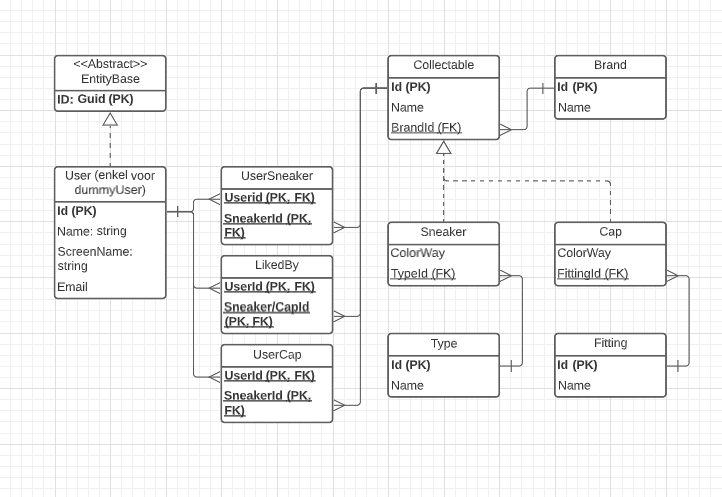 <<Abstract>>
EntityBase
ID: Guid (PK)
User (enkel voor
dummyUser)
Id (PK)
Name: string
ScreenName:
string
Email
UserSneaker
Userid (PK, FK)
SneakerId (PK,
FK)
LikedBy
UserId (PK, FK)
Sneaker/CapId
(PK, FK)
UserCap
UserId (PK, FK)
SneakerId (PK,
FK)
Collectable
Id (PK)
Name
BrandId (FK)
Brand
Id (PK)
Name
Sneaker
ColorWay
TypeId (FK)
Cap
ColorWay
FittingId (FK)
Type
Id (PK)
Name
Fitting
Id (PK)
Name